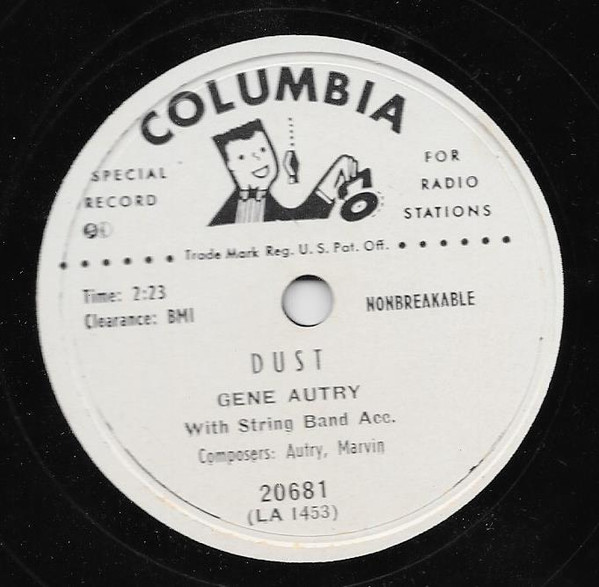 COLUMBIA
SPECIAL
RECORD
FOR
RADIO
STATIONS
Trade Mark Reg. U. S. Pat. Off.
Time: 2:23
Clearance: BMI
NONBREAKABLE
DUST
GENE AUTRY
With String Band Acc.
Composers: Autry, Marvin
20681
(LA 1453)